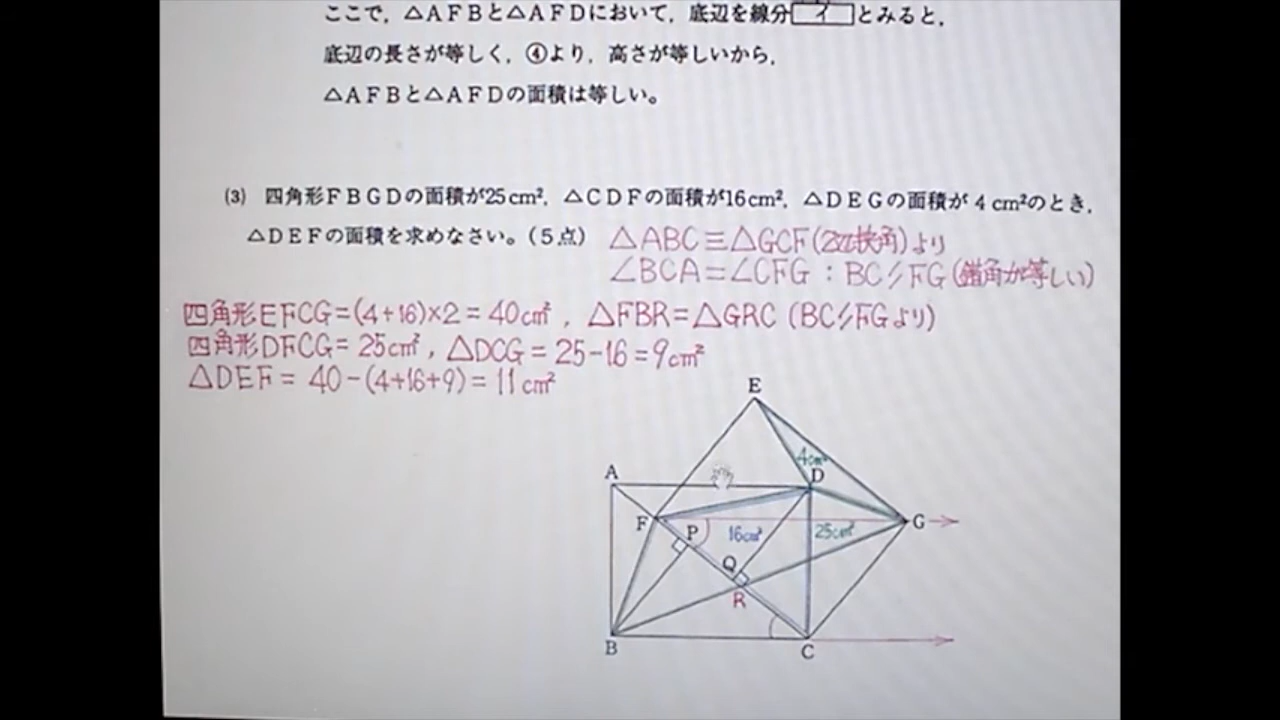 ここで，△ＡＦＢと△ＡＦＤにおいて，底辺を線分 イ とみると，
底辺の長さが等しく，④より，高さが等しいから，
△ＡＦＢと△ＡＦＤの面積は等しい。
(3) 四角形ＦＢＧＤの面積が25cm²，△ＣＤＦの面積が16cm²，△ＤＥＧの面積が４cm²のとき，
△ＤＥＦの面積を求めなさい。(５点)
△ABC≡△GCF(2辺挟角)より
∠BCA=∠CFG：BC∥FG(錯角が等しい)
四角形EFCG=(4+16)×2=40cm²，△FBR=△GRC (BC∥FGより)
四角形DFCG=25cm²，△DCG=25-16=9cm²
△DEF=40-(4+16+9)=11cm²
E
4cm²
A
D
F
P
16cm²
25cm²
G
Q
R
B
C